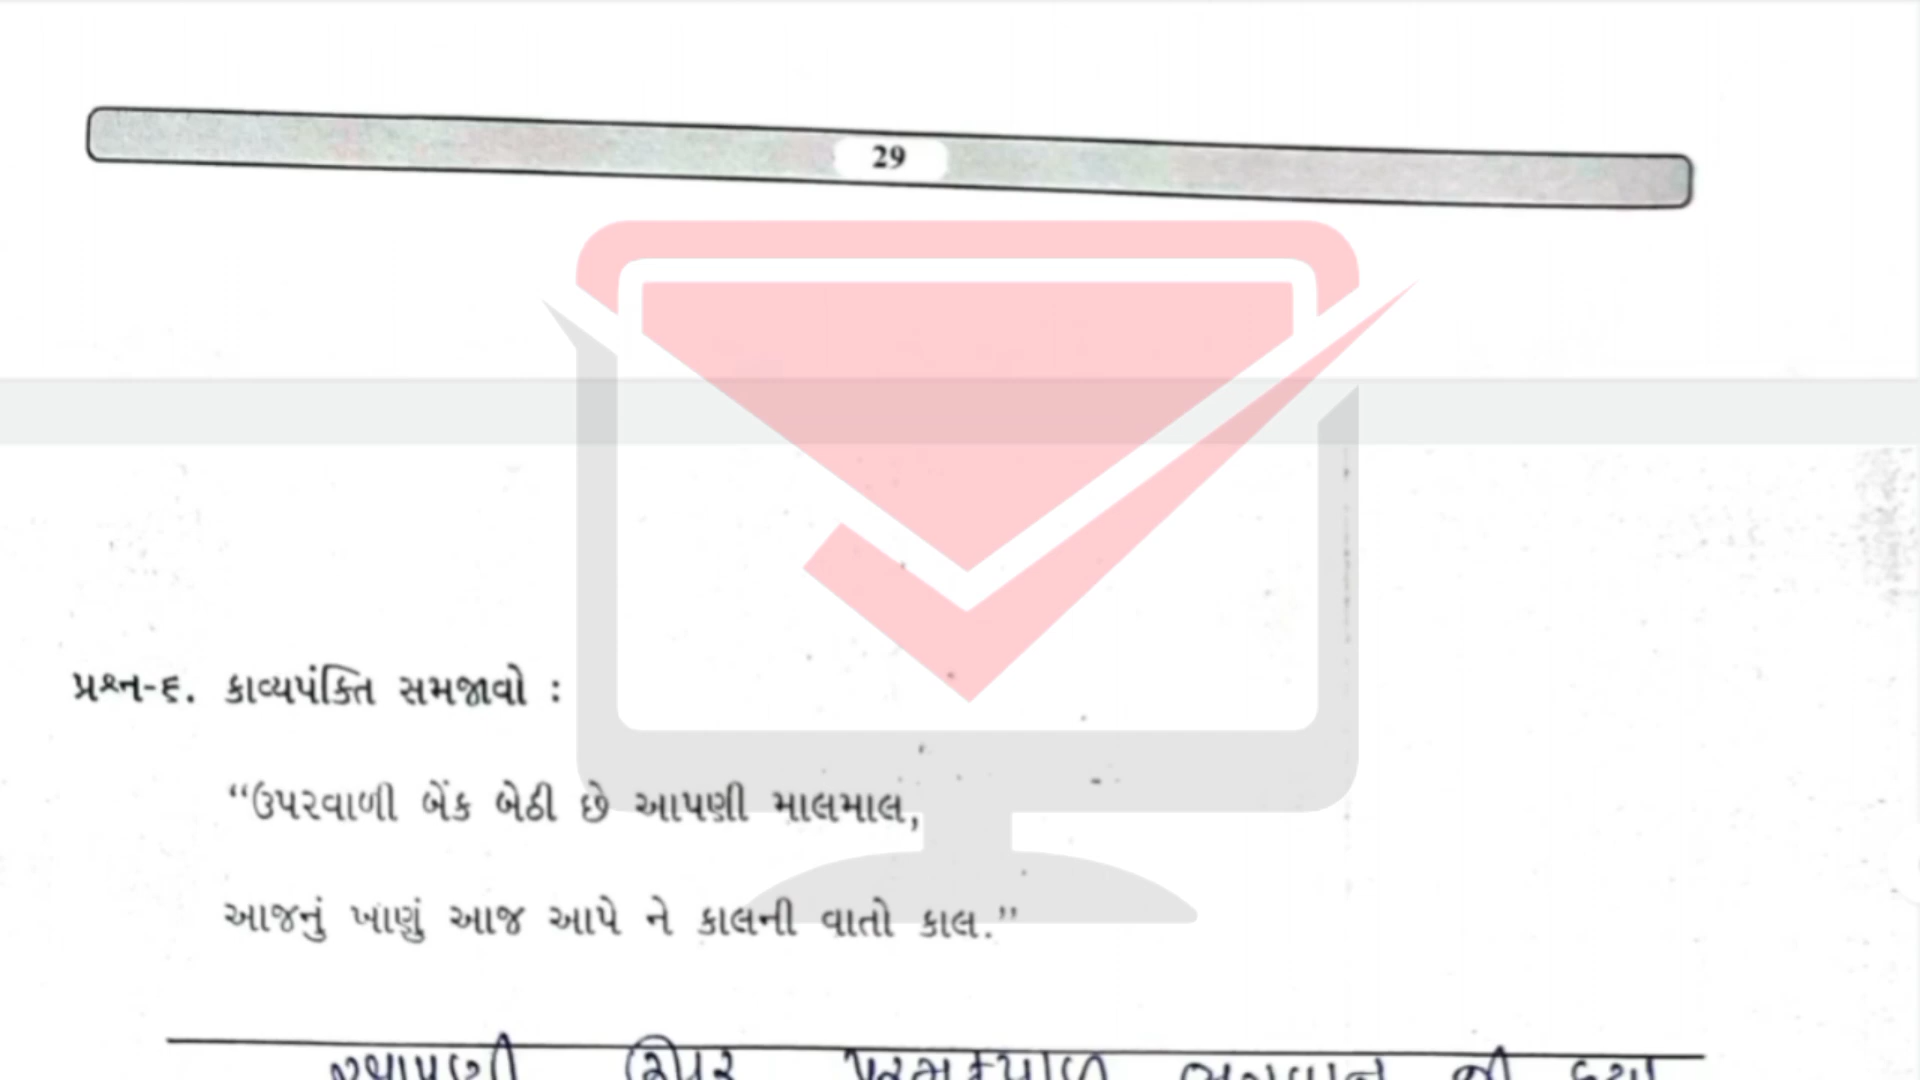 29
પ્રશ્ન-૬. કાવ્યપંક્તિ સમજાવો :
“ઉપરવાળી બેંક બેઠી છે આપણી માલમાલ,
આજનું ખાણું આજ આપે ને કાલની વાતો કાલ.”